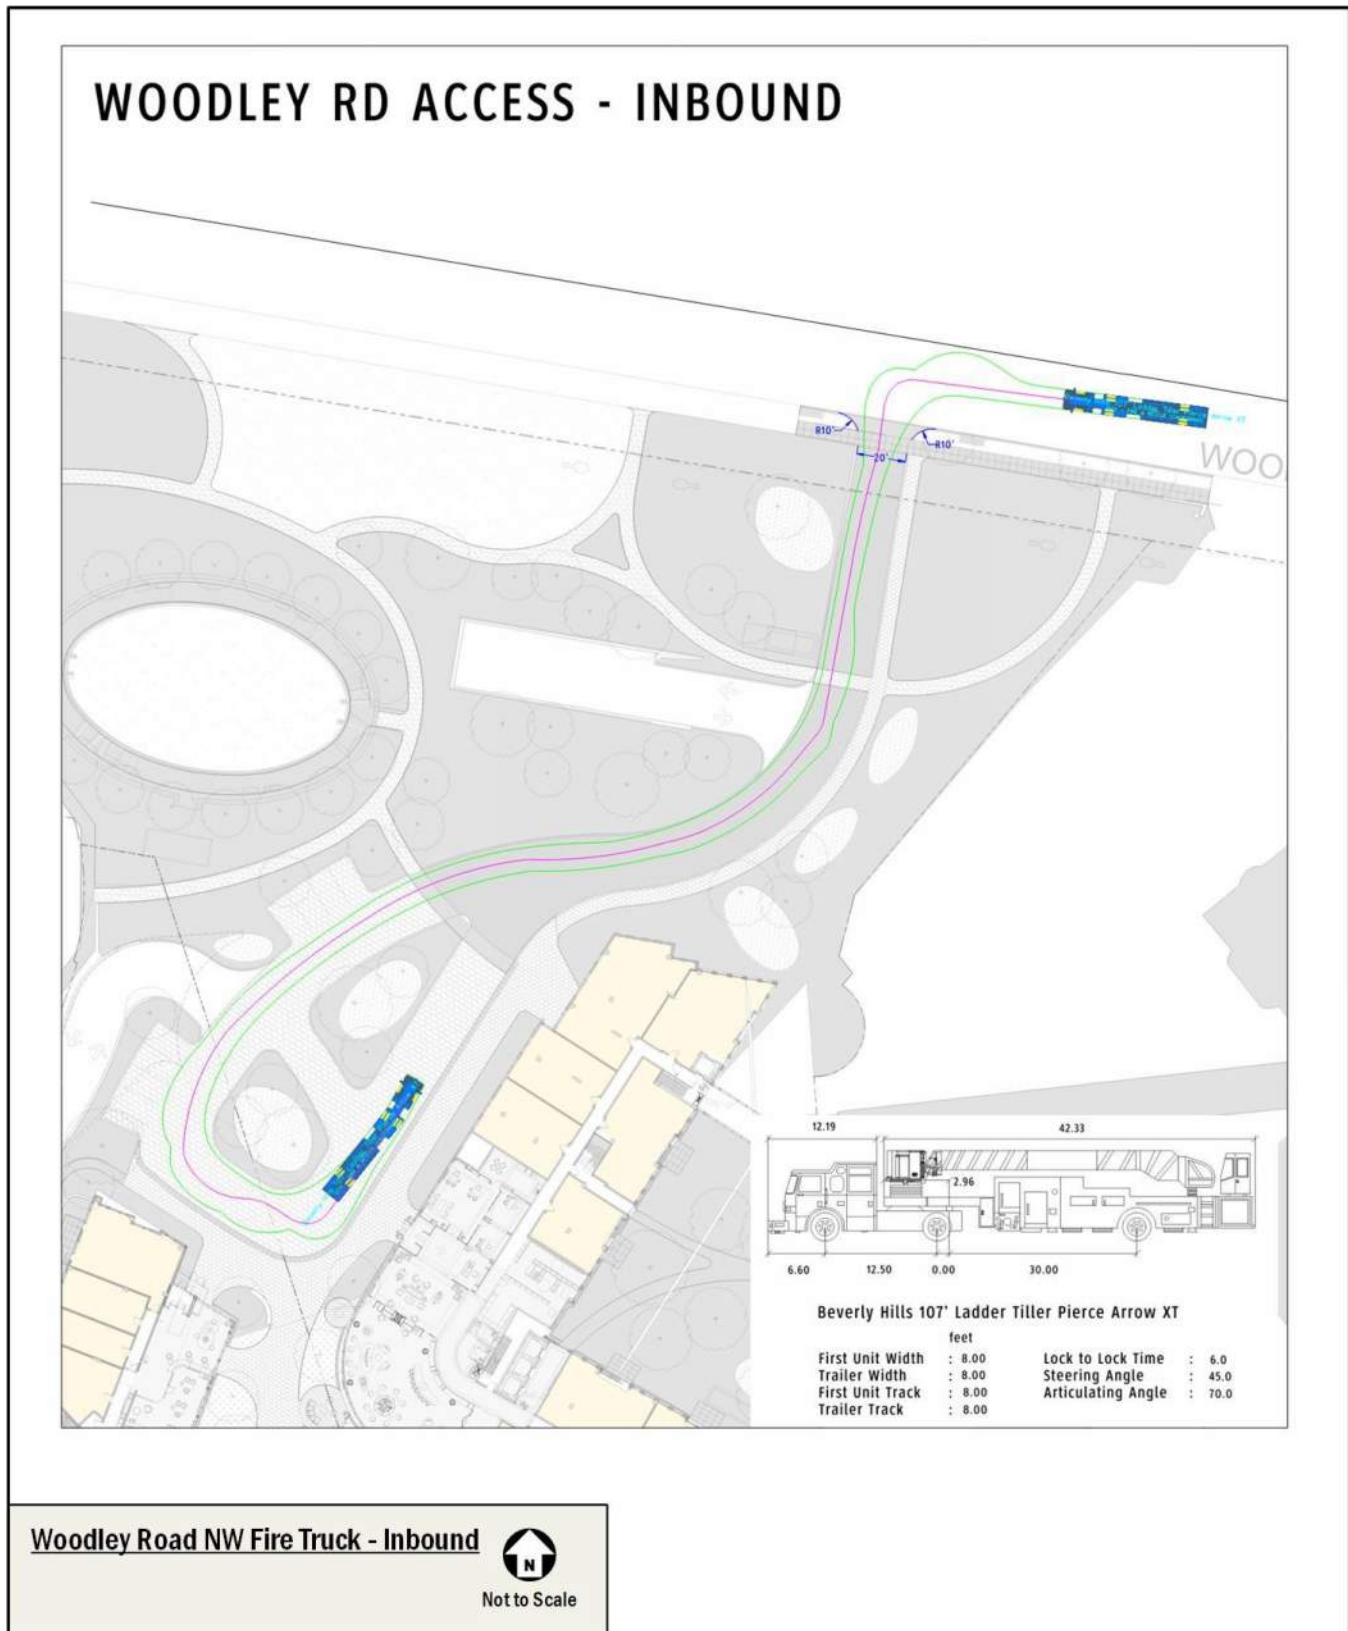 WOODLEY RD ACCESS - INBOUND
Arrow XT
R10'
R10'
20'
WOO
12.19
42.33
2.96
6.60
12.50
0.00
30.00
Beverly Hills 107' Ladder Tiller Pierce Arrow XT
feet
First Unit Width : 8.00 Lock to Lock Time : 6.0
Trailer Width : 8.00 Steering Angle : 45.0
First Unit Track : 8.00 Articulating Angle : 70.0
Trailer Track : 8.00
Woodley Road NW Fire Truck - Inbound
N
Not to Scale